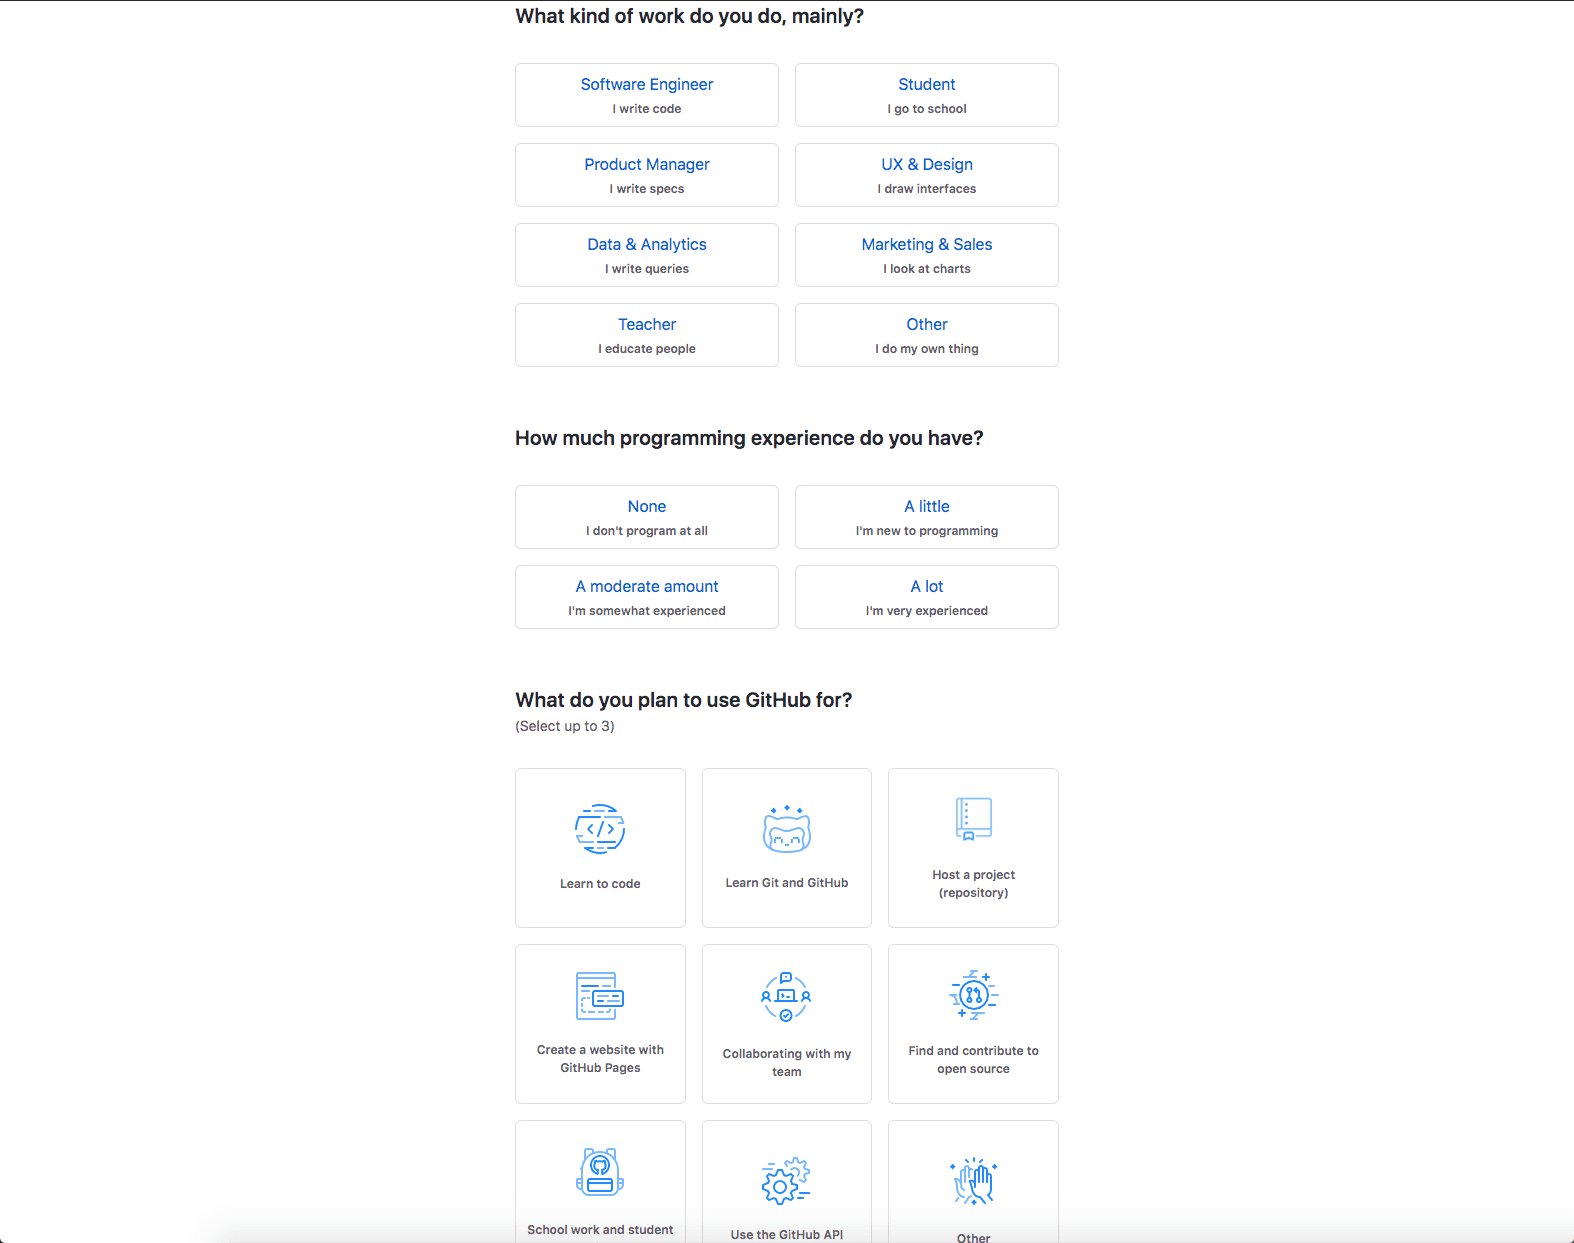 What kind of work do you do, mainly?
Software Engineer
I write code
Student
I go to school
Product Manager
I write specs
UX & Design
I draw interfaces
Data & Analytics
I write queries
Marketing & Sales
I look at charts
Teacher
I educate people
Other
I do my own thing
How much programming experience do you have?
None
I don't program at all
A little
I'm new to programming
A moderate amount
I'm somewhat experienced
A lot
I'm very experienced
What do you plan to use GitHub for?
(Select up to 3)
Learn to code
Learn Git and GitHub
Host a project
(repository)
Create a website with
GitHub Pages
Collaborating with my
team
Find and contribute to
open source
School work and student
Use the GitHub API
Other